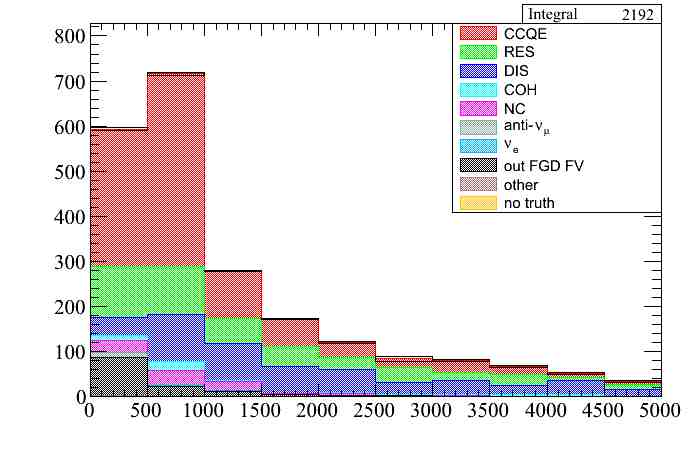 Integral 2192
CCQE
RES
DIS
COH
NC
anti-νμ
νe
out FGD FV
other
no truth
800
700
600
500
400
300
200
100
0
0 500 1000 1500 2000 2500 3000 3500 4000 4500 5000